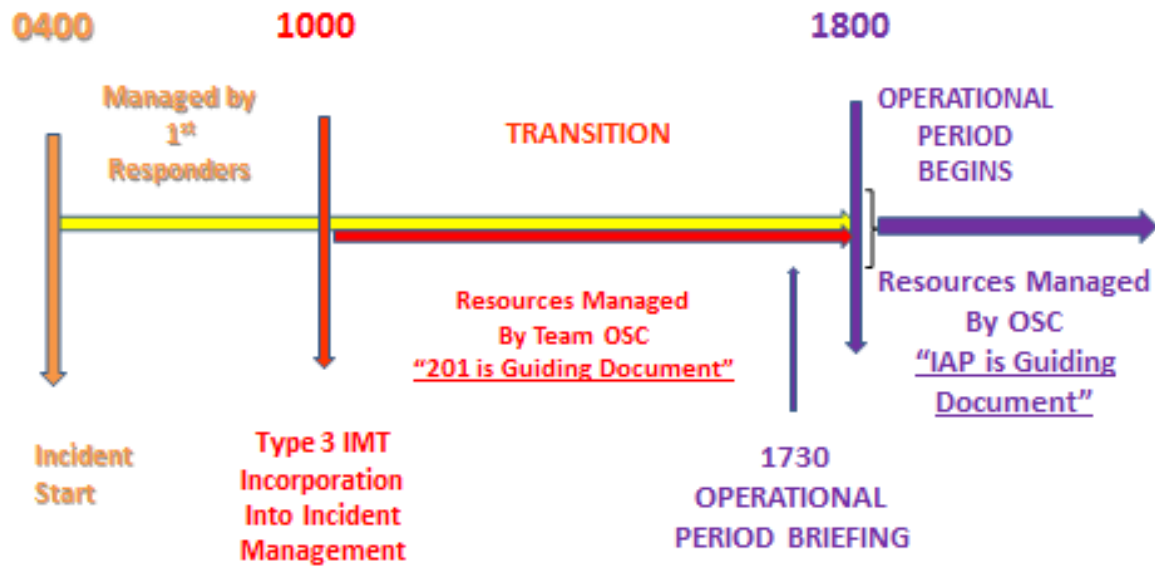 0400
1000
1800
Managed by
1st
Responders
TRANSITION
OPERATIONAL
PERIOD
BEGINS
Resources Managed
By Team OSC
“201 is Guiding Document”
Resources Managed
By OSC
“IAP is Guiding
Document”
Incident
Start
Type 3 IMT
Incorporation
Into Incident
Management
1730
OPERATIONAL
PERIOD BRIEFING